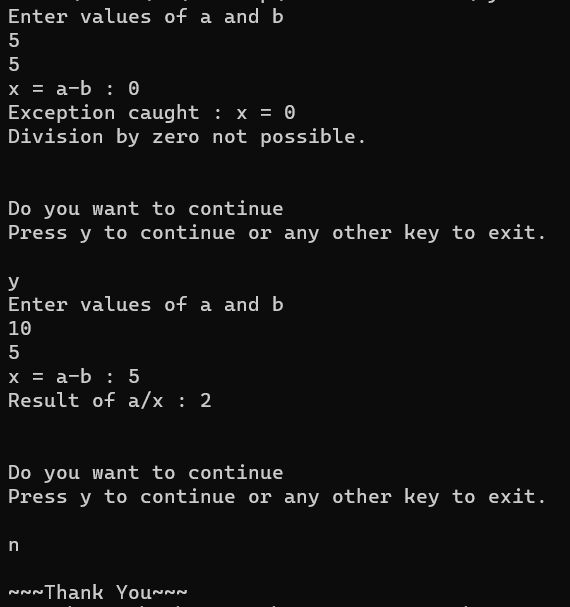 Enter values of a and b
5
5
x = a-b : 0
Exception caught : x = 0
Division by zero not possible.
Do you want to continue
Press y to continue or any other key to exit.
y
Enter values of a and b
10
5
x = a-b : 5
Result of a/x : 2
Do you want to continue
Press y to continue or any other key to exit.
n
~~~Thank You~~~